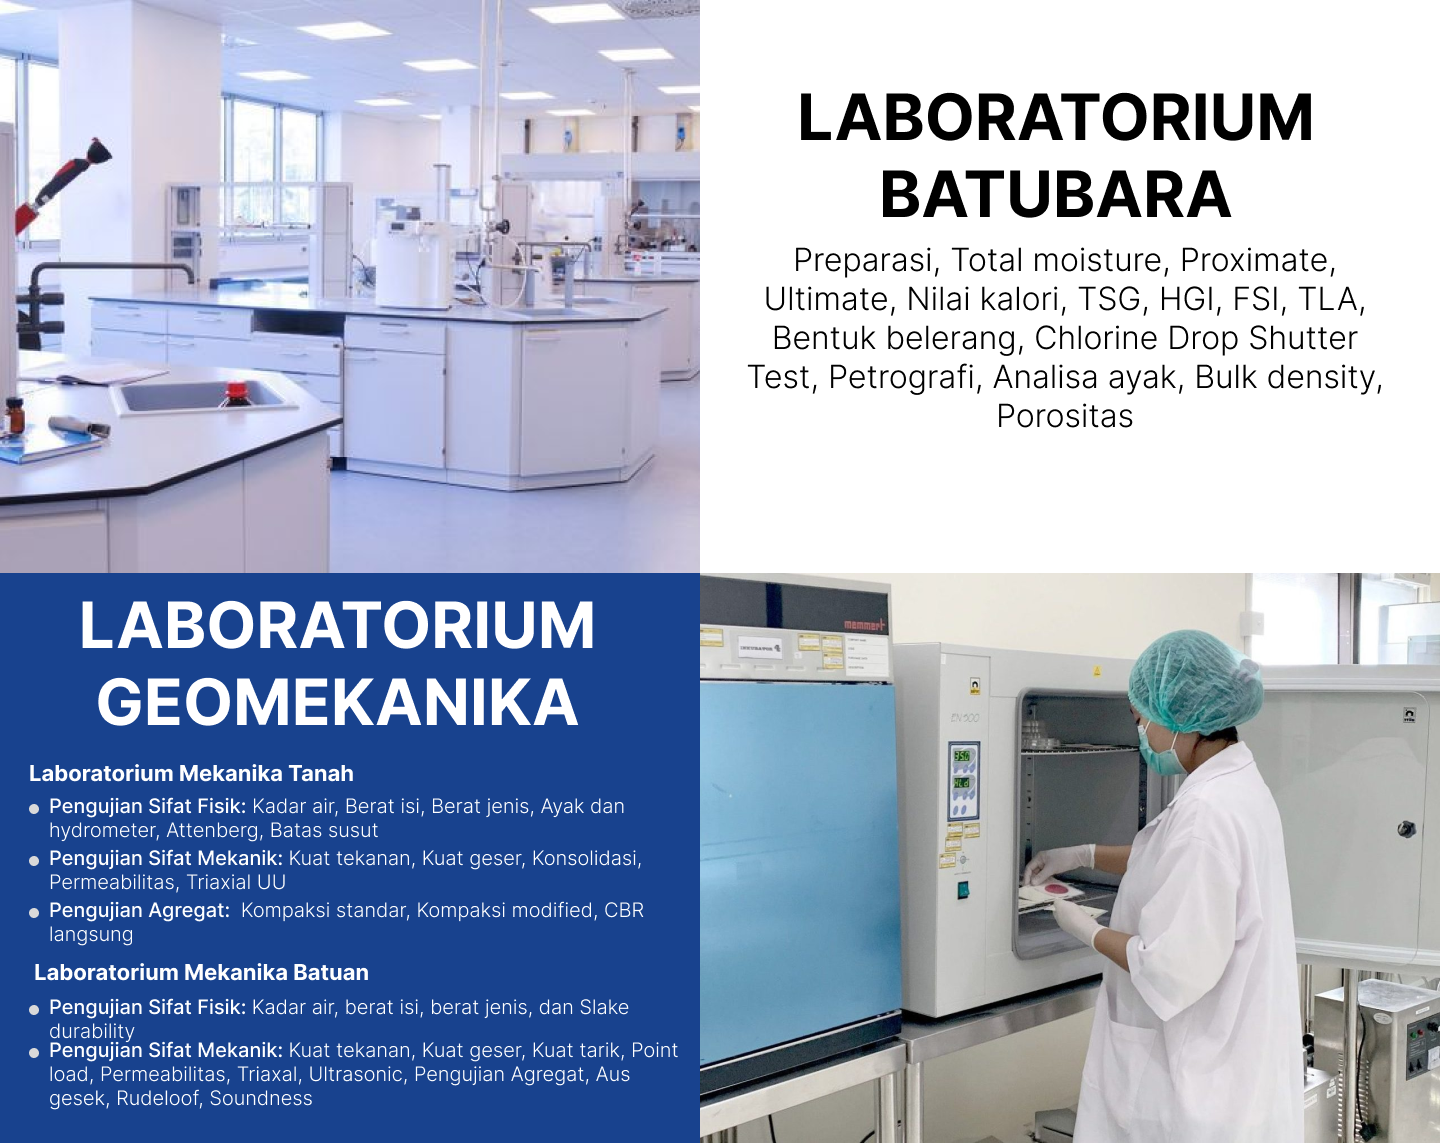 LABORATORIUM
BATUBARA
Preparasi, Total moisture, Proximate,
Ultimate, Nilai kalori, TSG, HGI, FSI, TLA,
Bentuk belerang, Chlorine Drop Shutter
Test, Petrografi, Analisa ayak, Bulk density,
Porositas
LABORATORIUM
GEOMEKANIKA
Laboratorium Mekanika Tanah
Pengujian Sifat Fisik: Kadar air, Berat isi, Berat jenis, Ayak dan
hydrometer, Attenberg, Batas susut
Pengujian Sifat Mekanik: Kuat tekanan, Kuat geser, Konsolidasi,
Permeabilitas, Triaxial UU
Pengujian Agregat: Kompaksi standar, Kompaksi modified, CBR
langsung
Laboratorium Mekanika Batuan
Pengujian Sifat Fisik: Kadar air, berat isi, berat jenis, dan Slake
durability
Pengujian Sifat Mekanik: Kuat tekanan, Kuat geser, Kuat tarik, Point
load, Permeabilitas, Triaxal, Ultrasonic, Pengujian Agregat, Aus
gesek, Rudeloof, Soundness
memmert